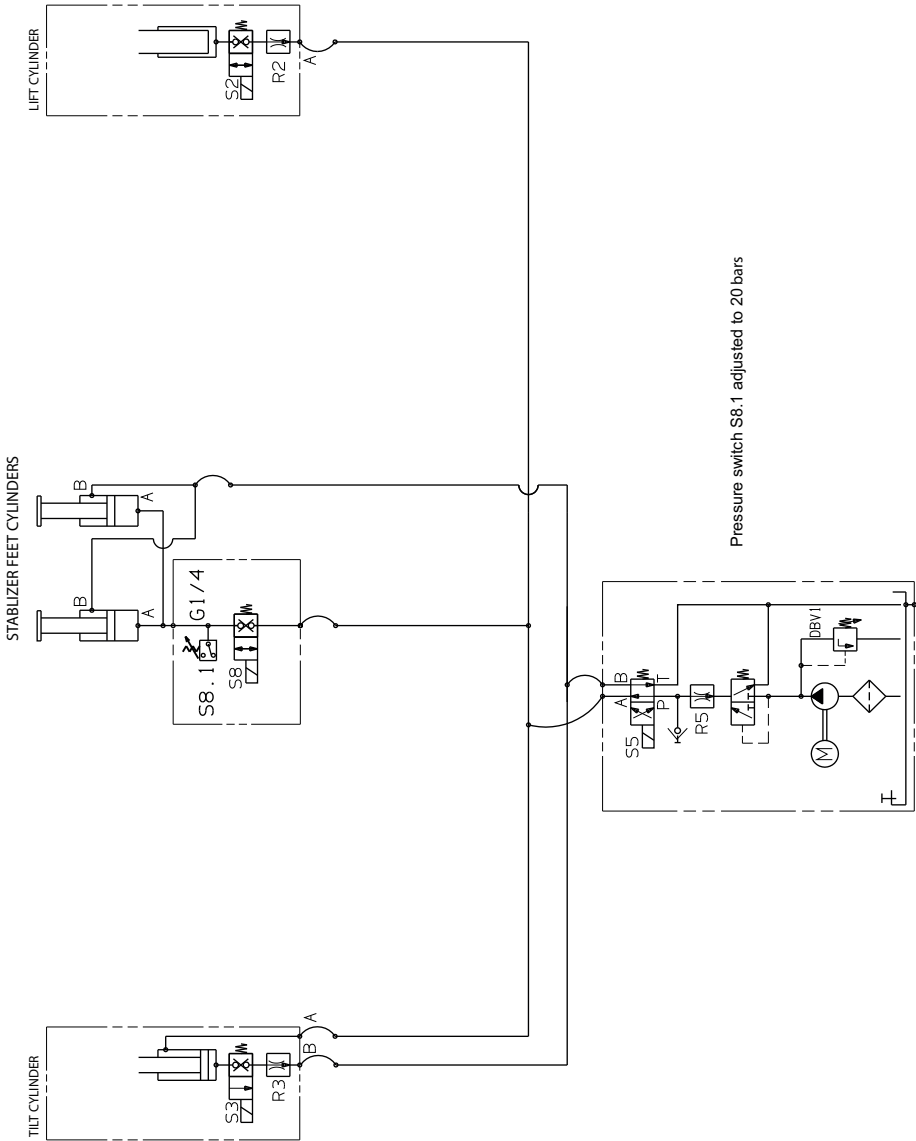 LIFT CYLINDER
S2
R2
A
STABLIZER FEET CYLINDERS
B
A
B
A
S8.1
G1/4
S8
Pressure switch S8.1 adjusted to 20 bars
A
B
P
T
S5
R5
DBV1
M
TILT CYLINDER
A
B
S3
R3